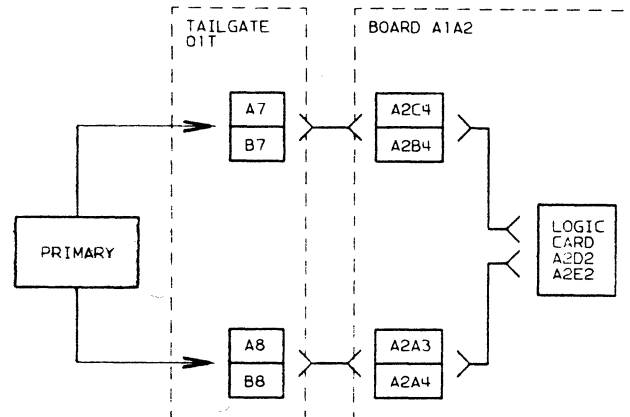 TAILGATE
01T
BOARD A1A2
A7
B7
A2C4
A2B4
PRIMARY
LOGIC
CARD
A2D2
A2E2
A8
B8
A2A3
A2A4